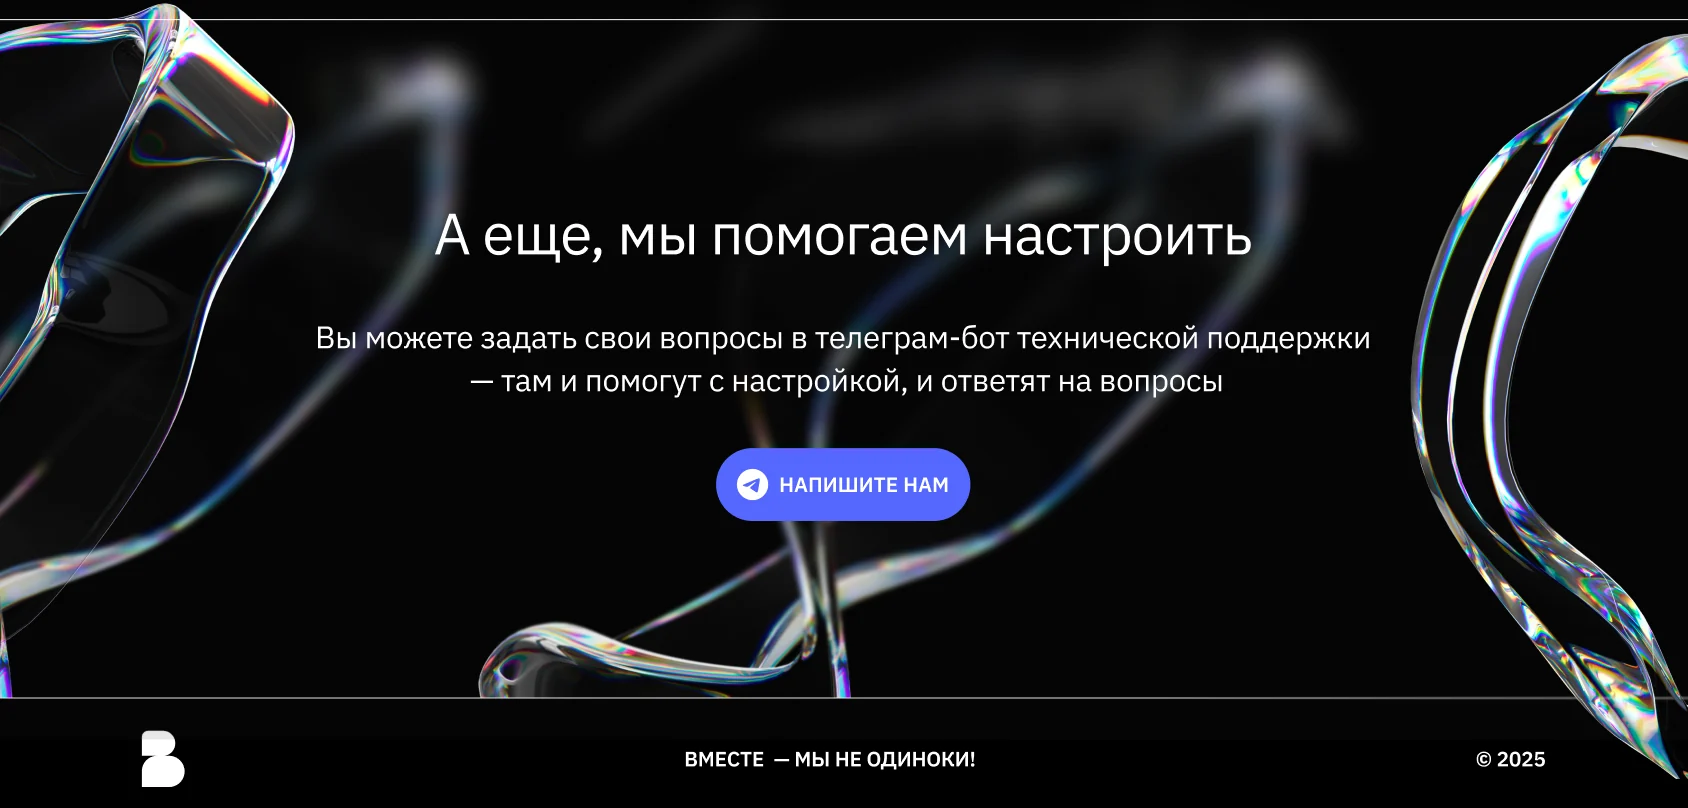 А еще, мы помогаем настроить
Вы можете задать свои вопросы в телеграм-бот технической поддержки
— там и помогут с настройкой, и ответят на вопросы
НАПИШИТЕ НАМ
B
ВМЕСТЕ — МЫ НЕ ОДИНОКИ!
© 2025